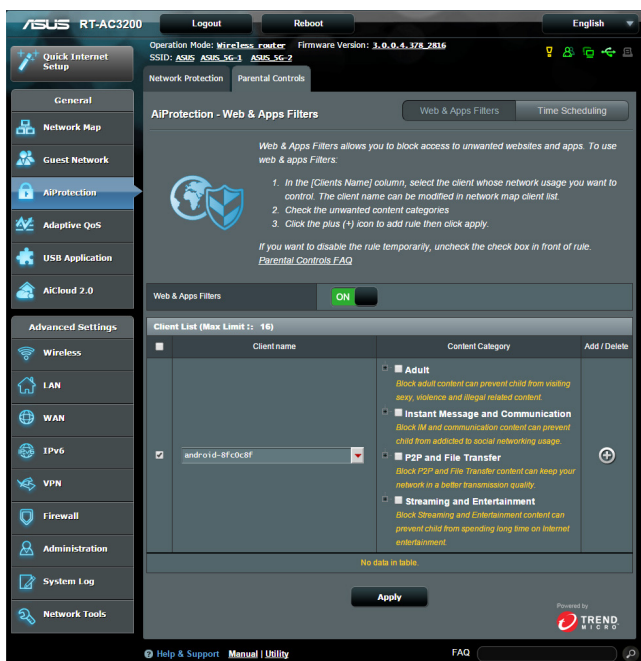 ASUS RT-AC3200 Logout Reboot English
Quick Internet Setup
Operation Mode: Wireless router Firmware Version: 3.0.0.4.378_2816
SSID: ASUS ASUS_5G-1 ASUS_5G-2
Network Protection Parental Controls
General
Network Map
Guest Network
AiProtection
Adaptive QoS
USB Application
AiCloud 2.0
Advanced Settings
Wireless
LAN
WAN
IPv6
VPN
Firewall
Administration
System Log
Network Tools
AiProtection - Web & Apps Filters
Web & Apps Filters Time Scheduling
Web & Apps Filters allows you to block access to unwanted websites and apps. To use
web & apps Filters:
1. In the [Clients Name] column, select the client whose network usage you want to
control. The client name can be modified in network map client list.
2. Check the unwanted content categories
3. Click the plus (+) icon to add rule then click apply.
If you want to disable the rule temporarily, uncheck the check box in front of rule.
Parental Controls FAQ
Web & Apps Filters ON
Client List (Max Limit : 16)
Client name Content Category Add / Delete
android-8fc0c8f
Adult
Block adult content can prevent child from visiting
sexy, violence and illegal related content.
Instant Message and Communication
Block IM and communication content can prevent
child from addicted to social networking usage.
P2P and File Transfer
Block P2P and File Transfer content can keep your
network in a better transmission quality.
Streaming and Entertainment
Block Streaming and Entertainment content can
prevent child from spending long time on Internet
entertainment.
No data in table.
Apply
Powered by
TREND
MICRO
Help & Support Manual | Utility FAQ